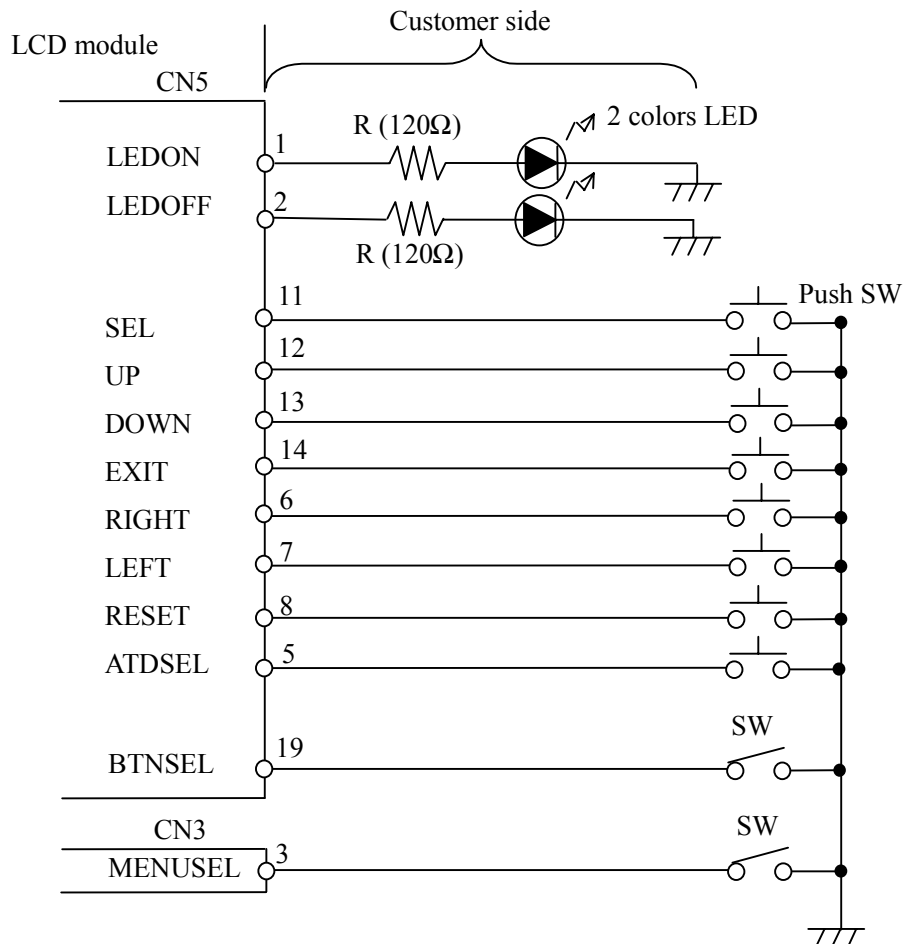 Customer side
LCD module
CN5
R (120Ω)
2 colors LED
LEDON 1
LEDOFF 2
R (120Ω)
11 Push SW
SEL
12
UP
13
DOWN
14
EXIT
6
RIGHT
7
LEFT
8
RESET
5
ATDSEL
SW
19
BTNSEL
CN3
SW
3
MENUSEL